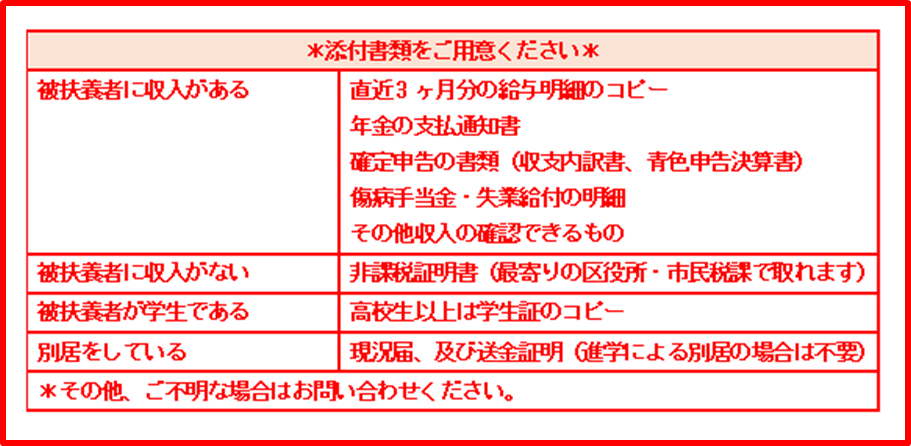 ＊添付書類をご用意ください＊
被扶養者に収入がある
直近3ヶ月分の給与明細のコピー
年金の支払通知書
確定申告の書類（収支内訳書、青色申告決算書）
傷病手当金・失業給付の明細
その他収入の確認できるもの
被扶養者に収入がない
非課税証明書（最寄りの区役所・市民税課で取れます）
被扶養者が学生である
高校生以上は学生証のコピー
別居をしている
現況届、及び送金証明（進学による別居の場合は不要）
＊その他、ご不明な場合はお問い合わせください。